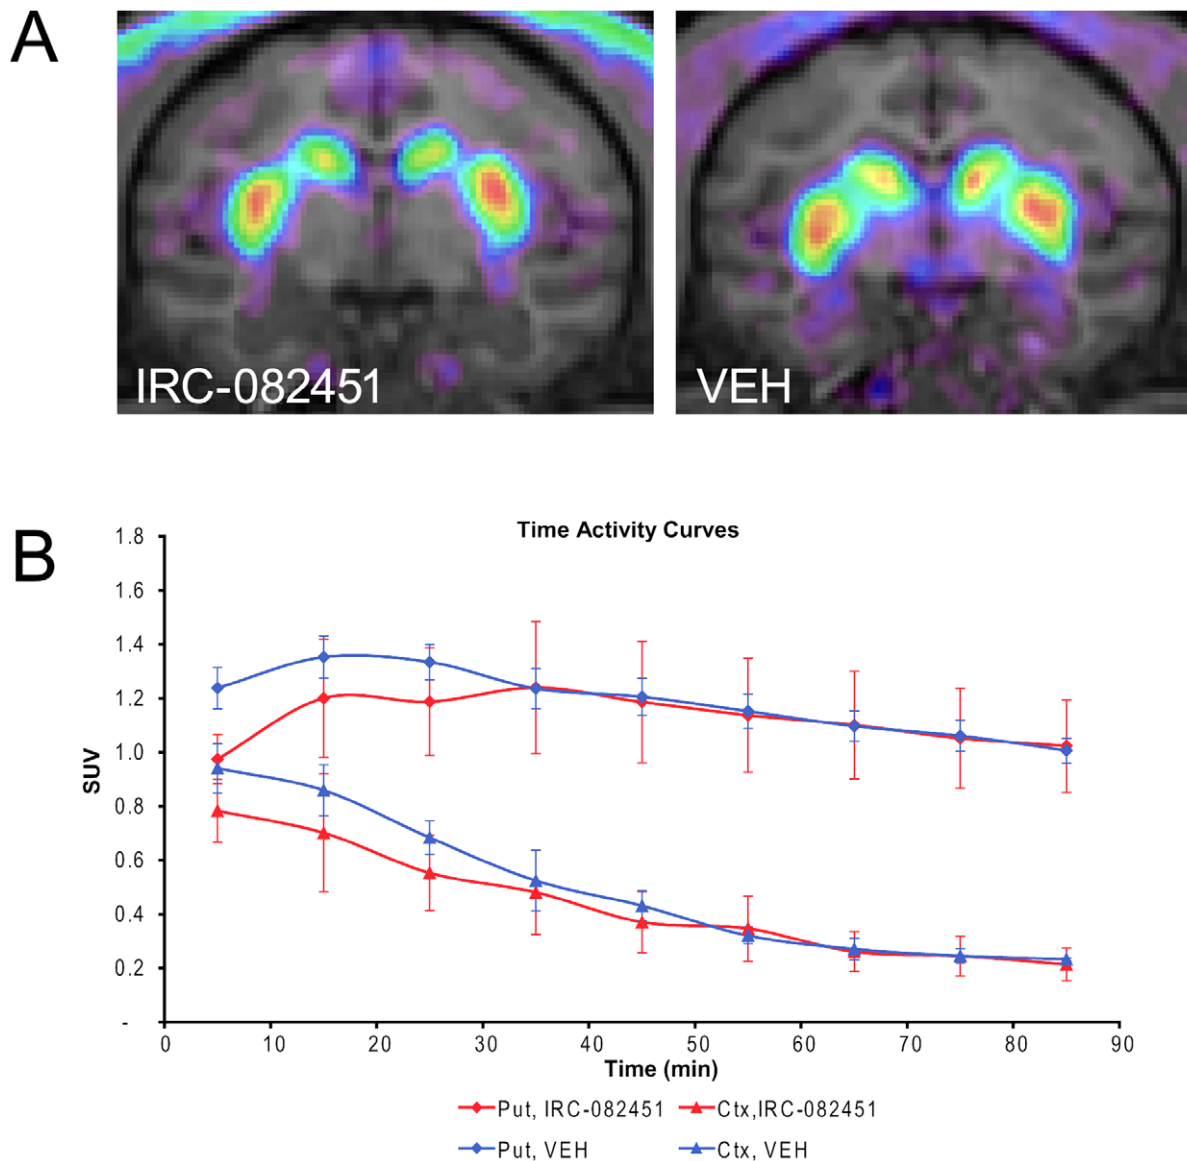 A
IRC-082451
VEH
B
Time Activity Curves
1.8
1.6
1.4
1.2
1.0
0.8
0.6
0.4
0.2
-
SUV
0 10 20 30 40 50 60 70 80 90
Time (min)
Put, IRC-082451 Ctx,IRC-082451
Put, VEH Ctx, VEH